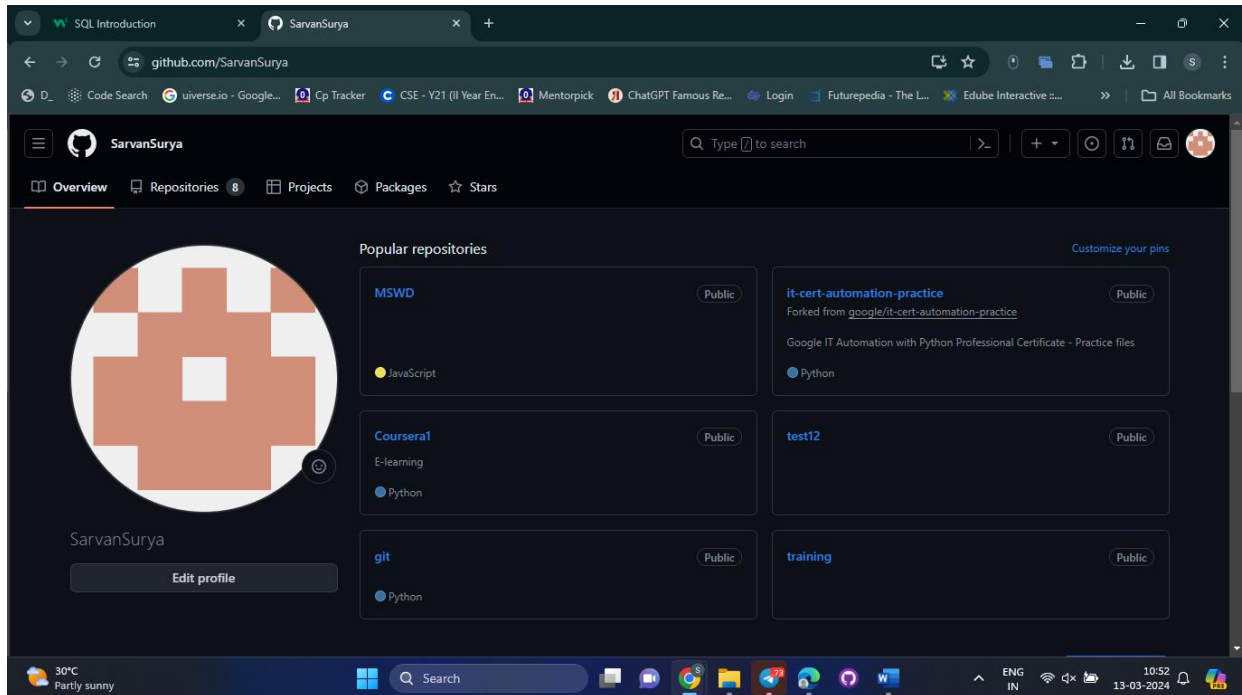 SQL Introduction
SarvanSurya
github.com/SarvanSurya
S
D_
Code Search
uiverse.io - Google...
Cp Tracker
CSE - Y21 (II Year En...
Mentorpick
ChatGPT Famous Re...
Login
Futurepedia - The L...
Edube Interactive ::...
All Bookmarks
SarvanSurya
Type / to search
Overview
Repositories 8
Projects
Packages
Stars
Popular repositories
Customize your pins
MSWD
Public
JavaScript
it-cert-automation-practice
Public
Forked from google/it-cert-automation-practice
Google IT Automation with Python Professional Certificate - Practice files
Python
Coursera1
Public
E-learning
Python
test12
Public
SarvanSurya
Edit profile
git
Public
Python
training
Public
30°C
Partly sunny
Search
S
73
W
ENG
IN
10:52
13-03-2024
PRE